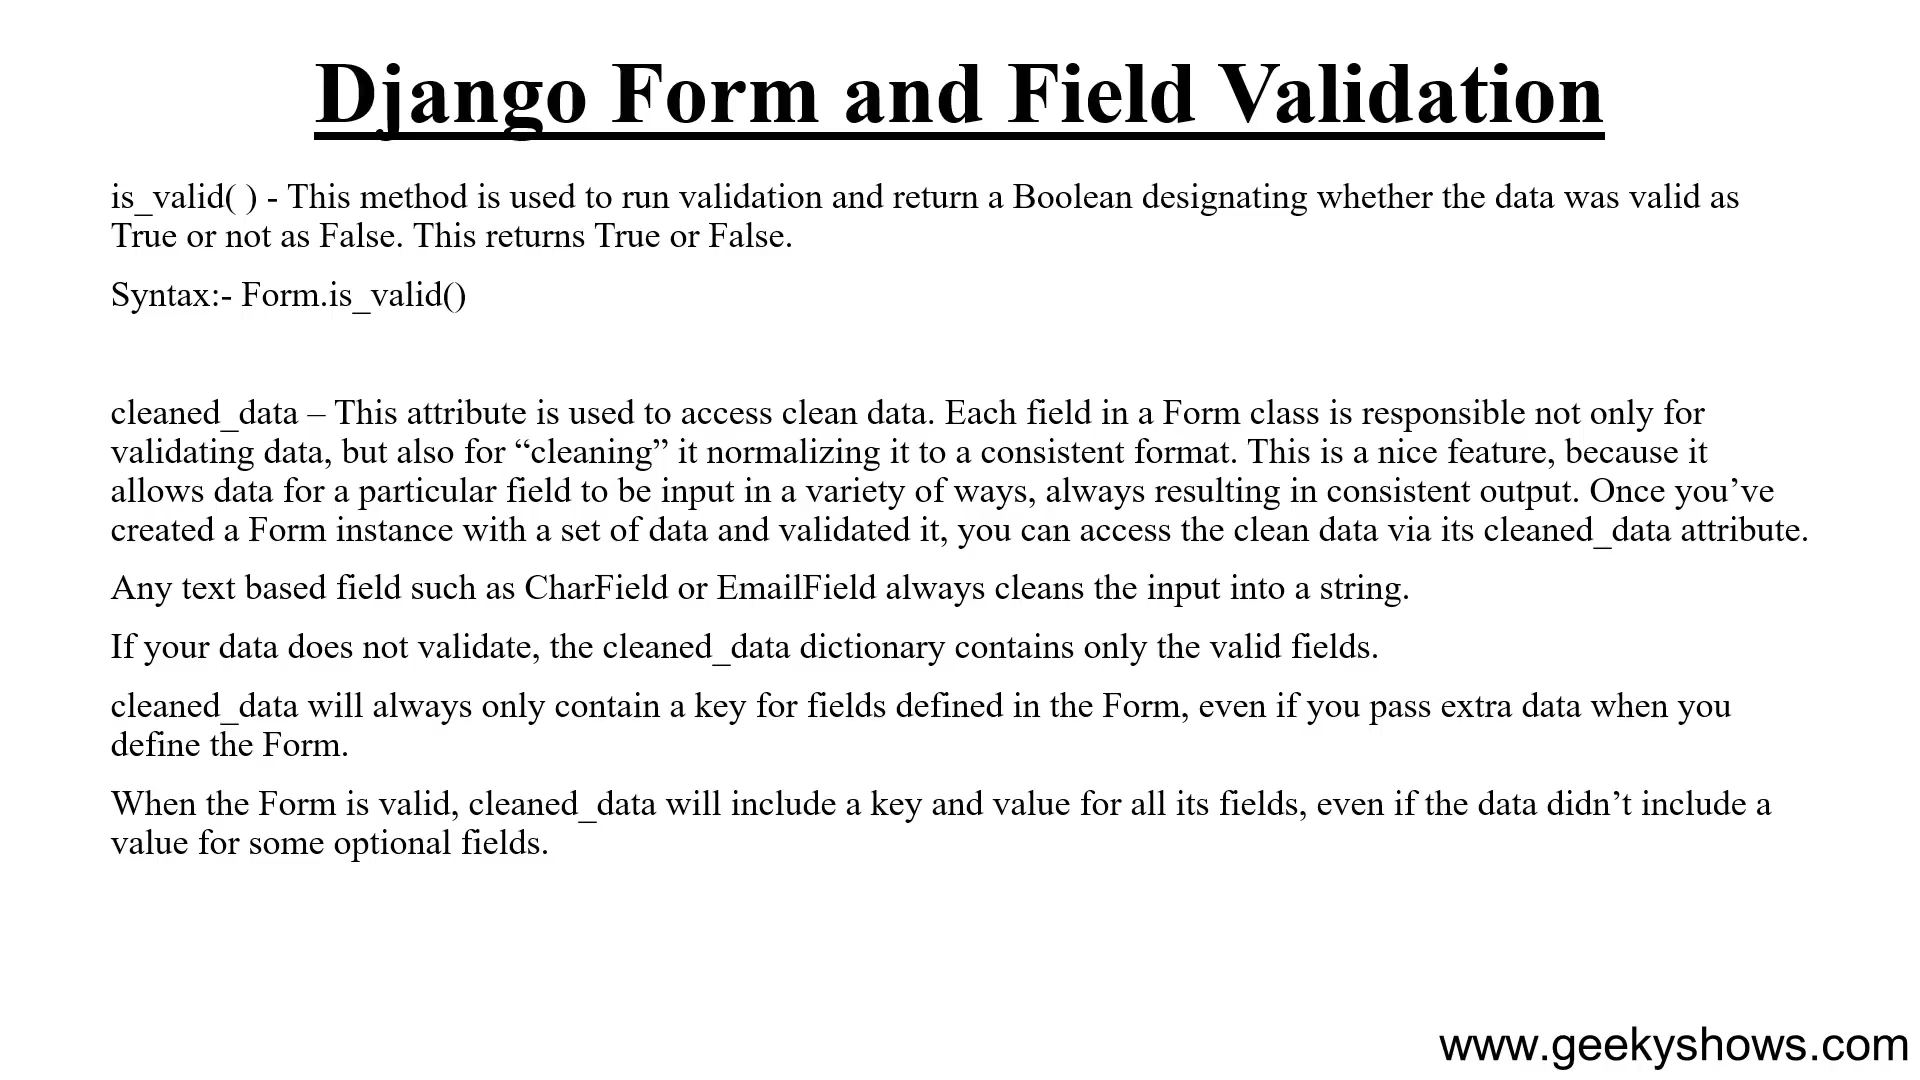 Django Form and Field Validation
is_valid( ) - This method is used to run validation and return a Boolean designating whether the data was valid as
True or not as False. This returns True or False.
Syntax:- Form.is_valid()
cleaned_data – This attribute is used to access clean data. Each field in a Form class is responsible not only for
validating data, but also for “cleaning” it normalizing it to a consistent format. This is a nice feature, because it
allows data for a particular field to be input in a variety of ways, always resulting in consistent output. Once you’ve
created a Form instance with a set of data and validated it, you can access the clean data via its cleaned_data attribute.
Any text based field such as CharField or EmailField always cleans the input into a string.
If your data does not validate, the cleaned_data dictionary contains only the valid fields.
cleaned_data will always only contain a key for fields defined in the Form, even if you pass extra data when you
define the Form.
When the Form is valid, cleaned_data will include a key and value for all its fields, even if the data didn’t include a
value for some optional fields.
www.geekyshows.com